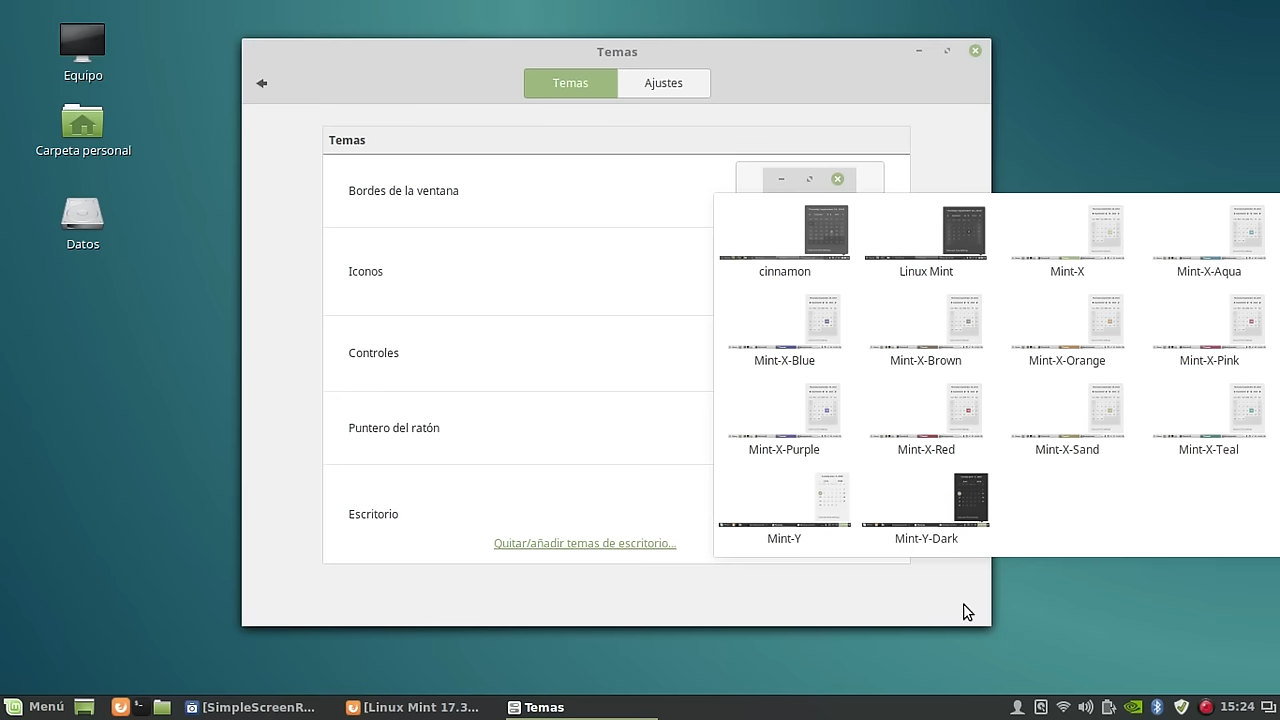 Equipo
Carpeta personal
Datos
Temas
Temas
Ajustes
Temas
Bordes de la ventana
Iconos
Controles
Puntero del ratón
Escritorio
Quitar/añadir temas de escritorio...
cinnamon
Linux Mint
Mint-X
Mint-X-Aqua
Mint-X-Blue
Mint-X-Brown
Mint-X-Orange
Mint-X-Pink
Mint-X-Purple
Mint-X-Red
Mint-X-Sand
Mint-X-Teal
Mint-Y
Mint-Y-Dark
Menú
[SimpleScreenR...
[Linux Mint 17.3...
Temas
15:24